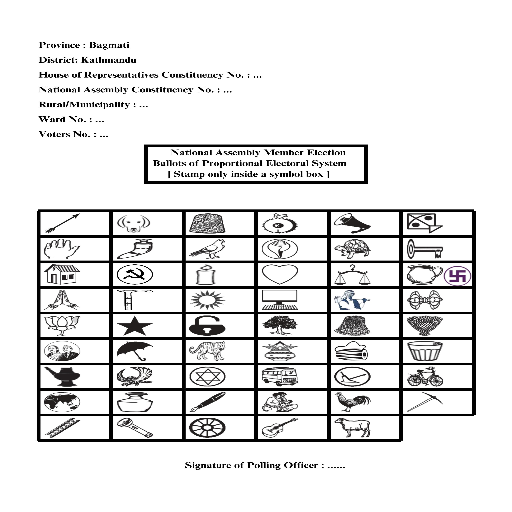 Province : Bagmati
District: Kathmandu
House of Representatives Constituency No. : ...
National Assembly Constituency No. : ...
Rural/Municipality : ...
Ward No. : ...
Voters No. : ...
National Assembly Member Election
Ballots of Proportional Electoral System
[ Stamp only inside a symbol box ]
Signature of Polling Officer : ......